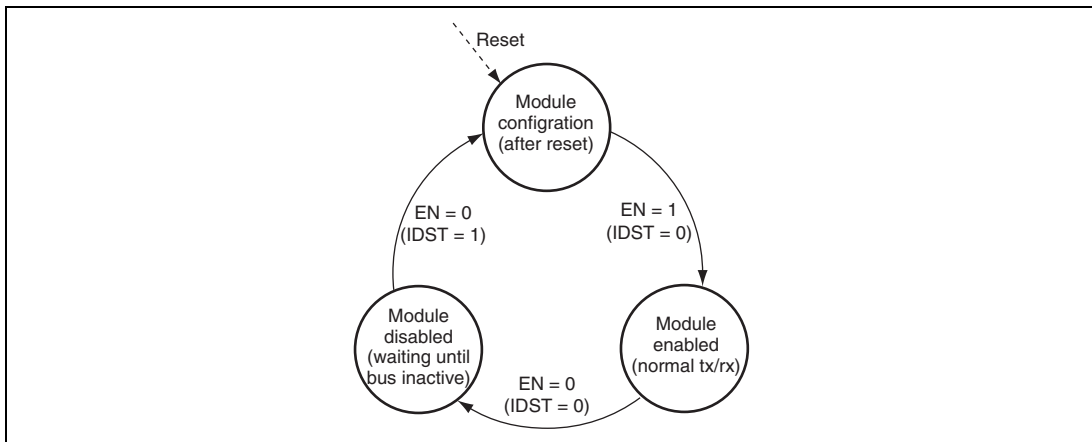 Reset
Module
configration
(after reset)
EN = 0
(IDST = 1)
EN = 1
(IDST = 0)
Module
disabled
(waiting until
bus inactive)
Module
enabled
(normal tx/rx)
EN = 0
(IDST = 0)